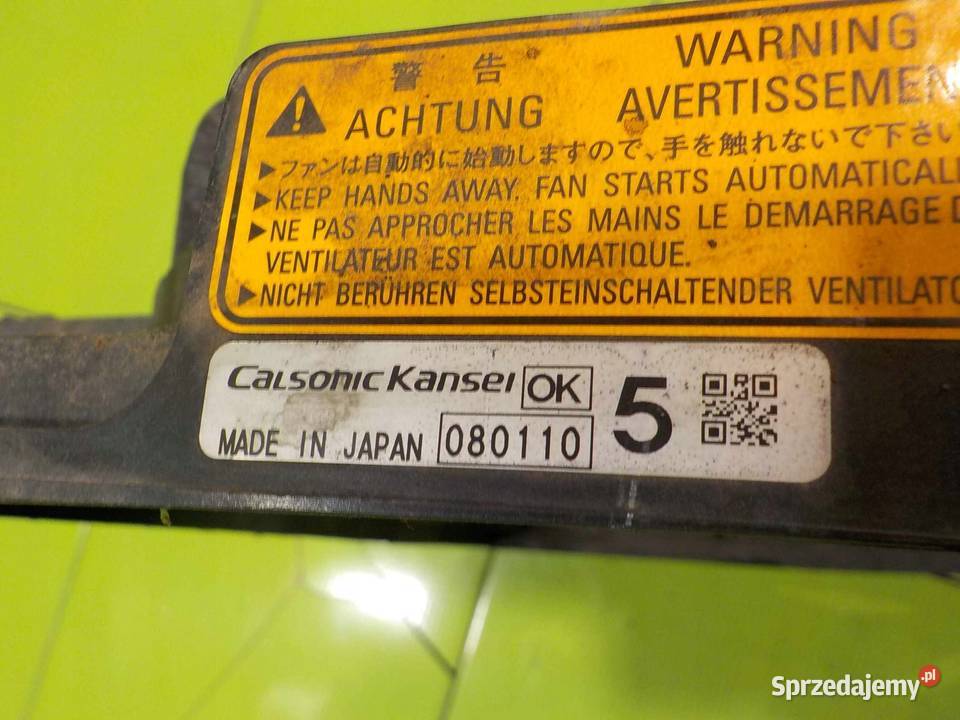 警告 WARNING
ACHTUNG AVERTISSEMEN
▶ファンは自動的に始動しますので、手を触れないで下さい
▶KEEP HANDS AWAY. FAN STARTS AUTOMATICAL
▶NE PAS APPROCHER LES MAINS LE DEMARRAGE D
VENTILATEUR EST AUTOMATIQUE.
▶NICHT BERÜHREN SELBSTEINSCHALTENDER VENTILATO
CALSONIC KANSEI OK 5
MADE IN JAPAN 080110
Sprzedajemy.pl